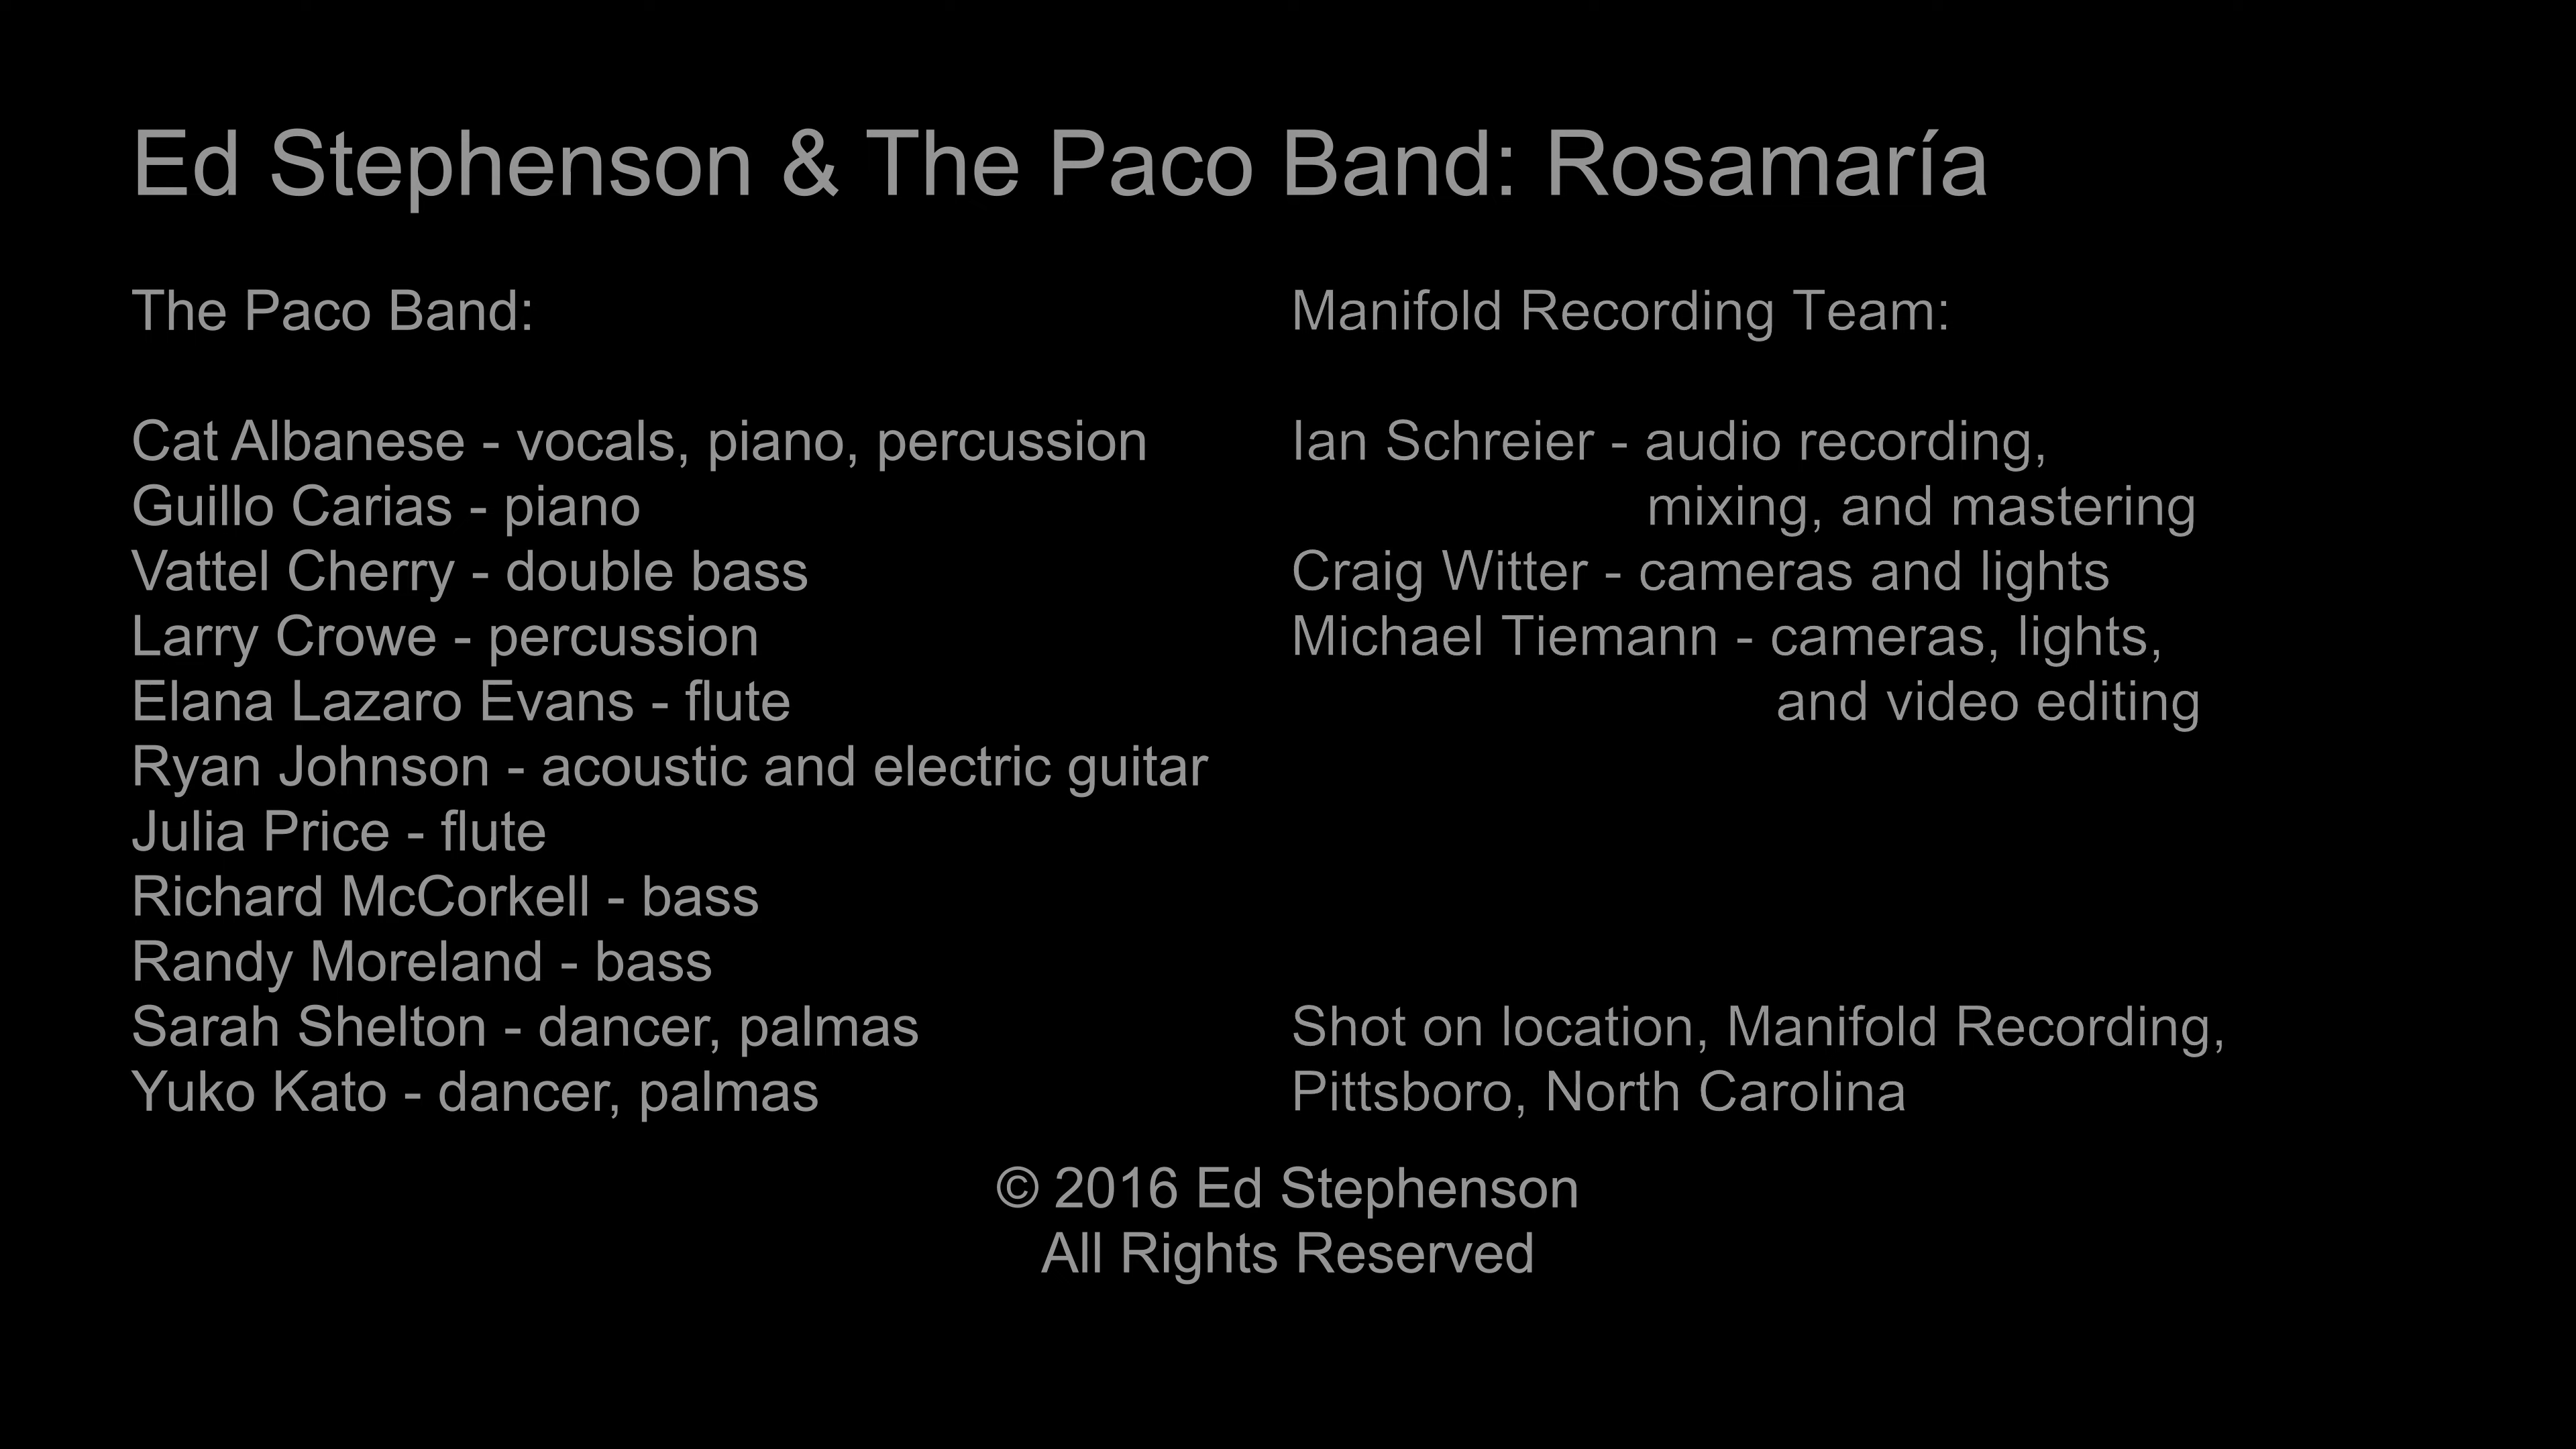 Ed Stephenson & The Paco Band: Rosamaría
The Paco Band:
Cat Albanese - vocals, piano, percussion
Guillo Carias - piano
Vattel Cherry - double bass
Larry Crowe - percussion
Elana Lazaro Evans - flute
Ryan Johnson - acoustic and electric guitar
Julia Price - flute
Richard McCorkell - bass
Randy Moreland - bass
Sarah Shelton - dancer, palmas
Yuko Kato - dancer, palmas
Manifold Recording Team:
Ian Schreier - audio recording,
mixing, and mastering
Craig Witter - cameras and lights
Michael Tiemann - cameras, lights,
and video editing
Shot on location, Manifold Recording,
Pittsboro, North Carolina
© 2016 Ed Stephenson
All Rights Reserved